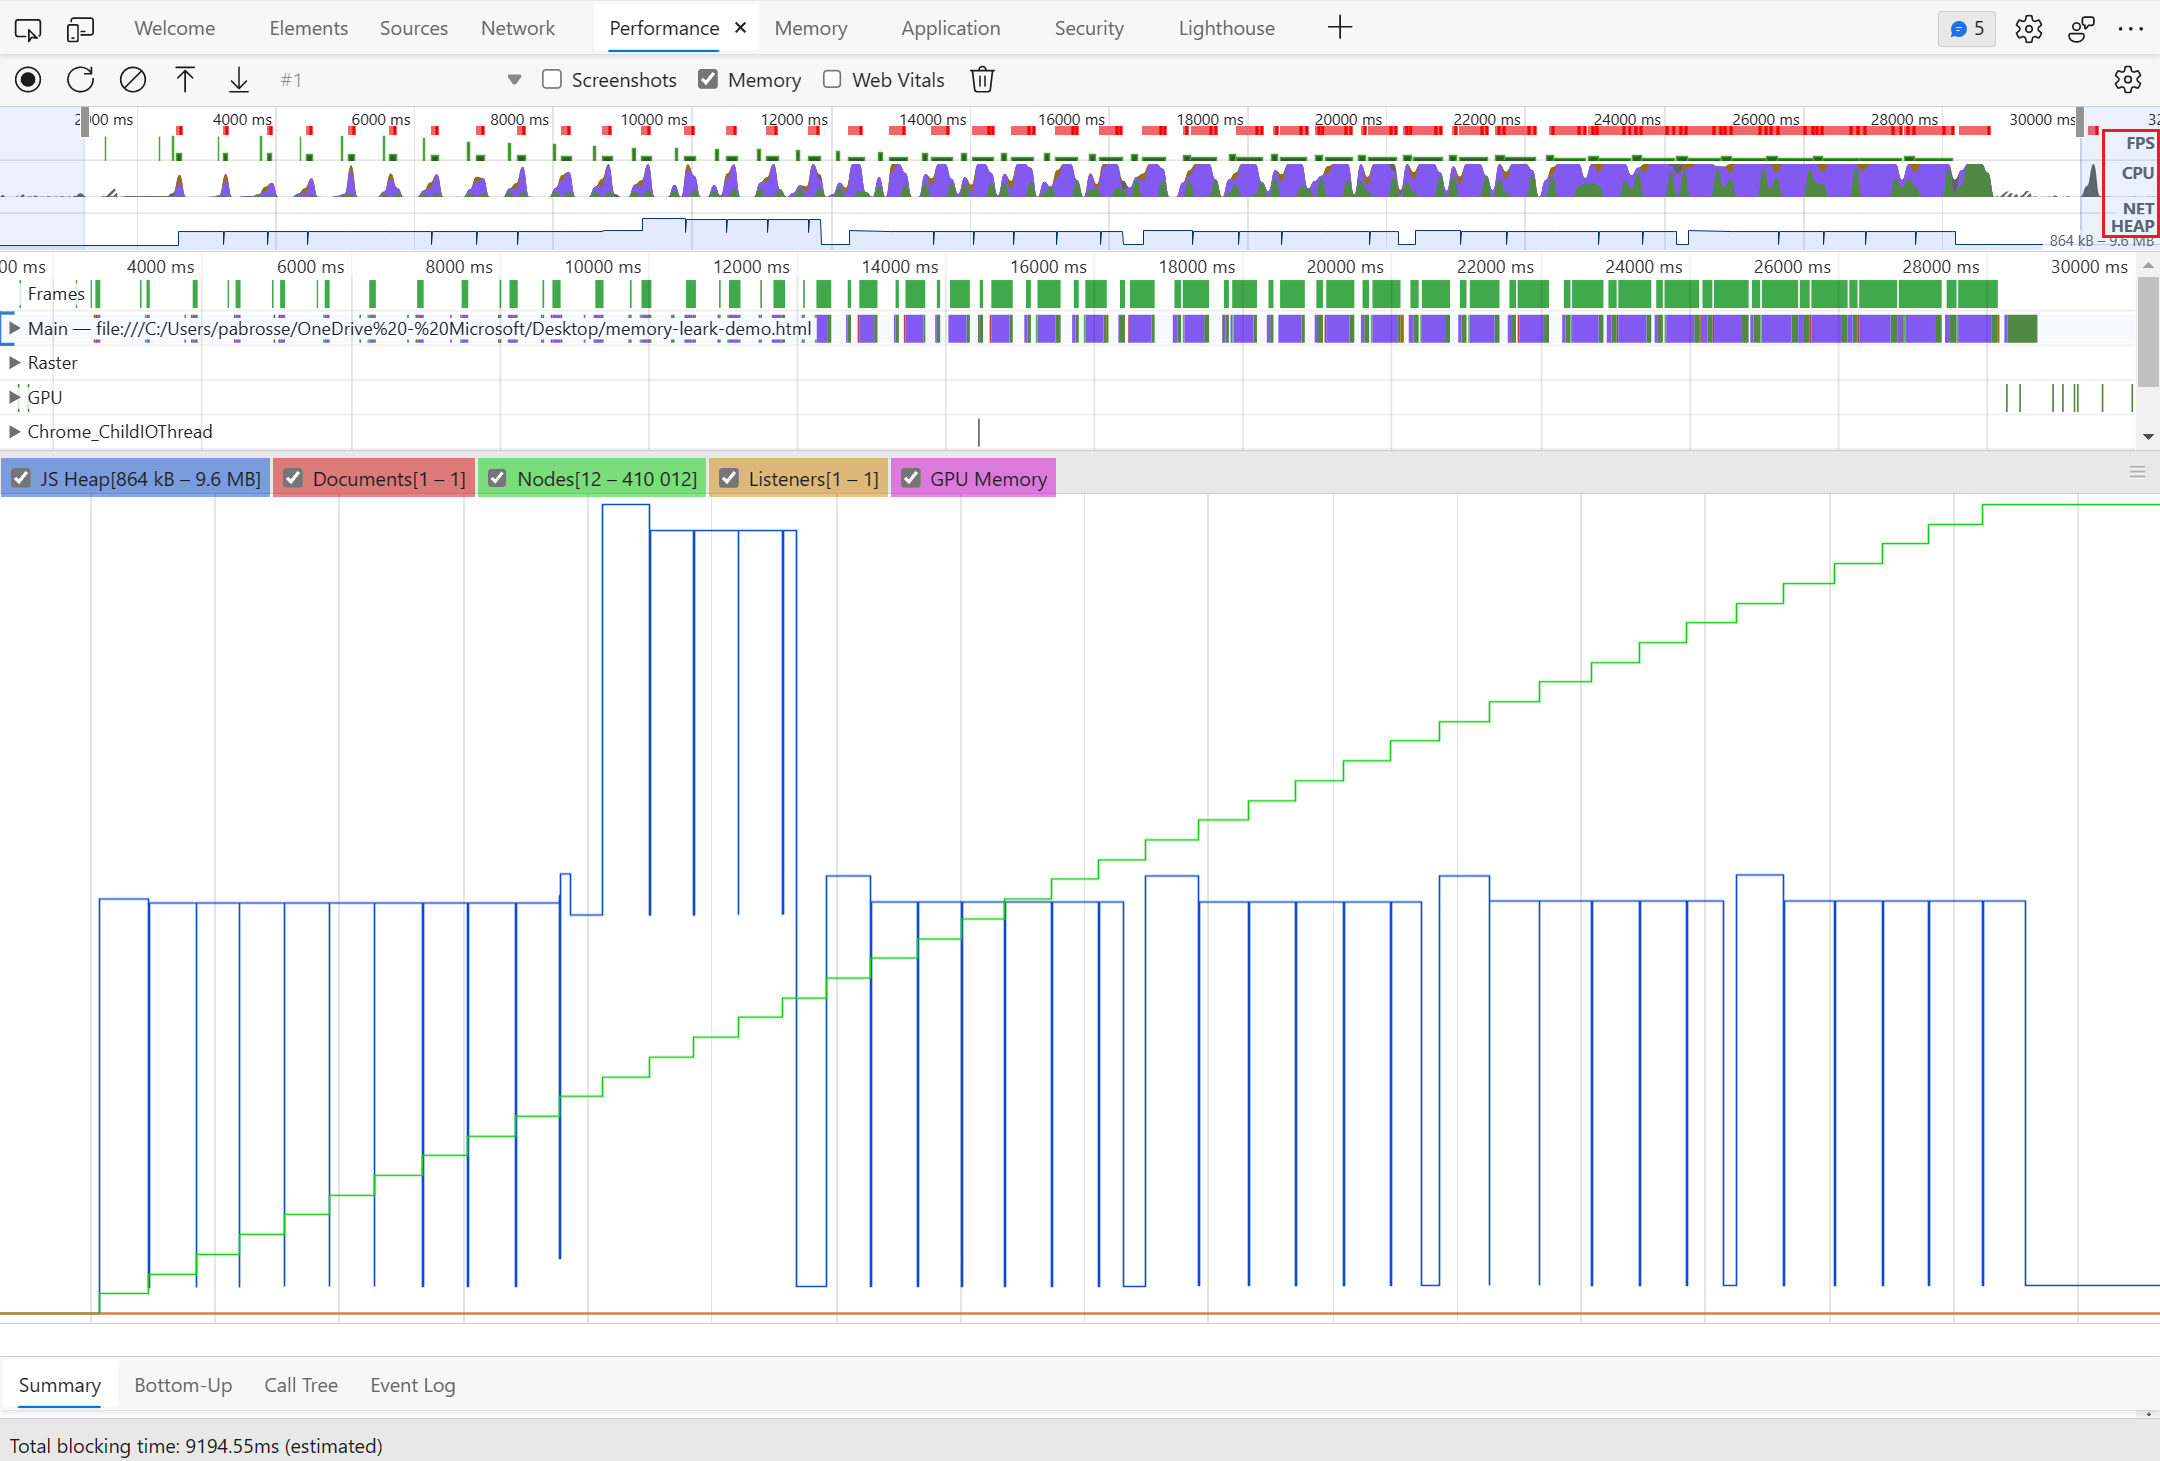 Welcome Elements Sources Network Performance × Memory Application Security Lighthouse 5
#1 Screenshots Memory Web Vitals
4000 ms 6000 ms 8000 ms 10000 ms 12000 ms 14000 ms 16000 ms 18000 ms 20000 ms 22000 ms 24000 ms 26000 ms 28000 ms 30000 ms
FPS
CPU
NET
HEAP
864 kB – 9.6 MB
00 ms 4000 ms 6000 ms 8000 ms 10000 ms 12000 ms 14000 ms 16000 ms 18000 ms 20000 ms 22000 ms 24000 ms 26000 ms 28000 ms 30000 ms
Frames
Main — file:///C:/Users/pabrosse/OneDrive%20-%20Microsoft/Desktop/memory-leark-demo.html
Raster
GPU
Chrome_ChildIOThread
JS Heap[864 kB – 9.6 MB] Documents[1 – 1] Nodes[12 – 410 012] Listeners[1 – 1] GPU Memory
Summary Bottom-Up Call Tree Event Log
Total blocking time: 9194.55ms (estimated)